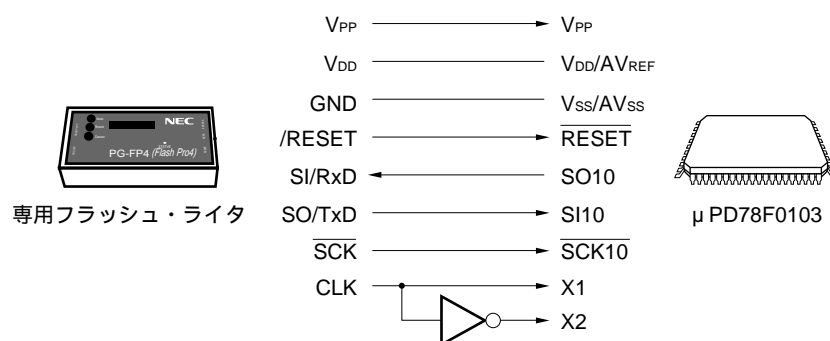 VPP VPP
VDD VDD/AVREF
GND VSS/AVSS
/RESET RESET
SI/RxD SO10
SO/TxD SI10
SCK SCK10
CLK X1
X2
NEC
PG-FP4 (Flash Pro4)
専用フラッシュ・ライタ
μ PD78F0103